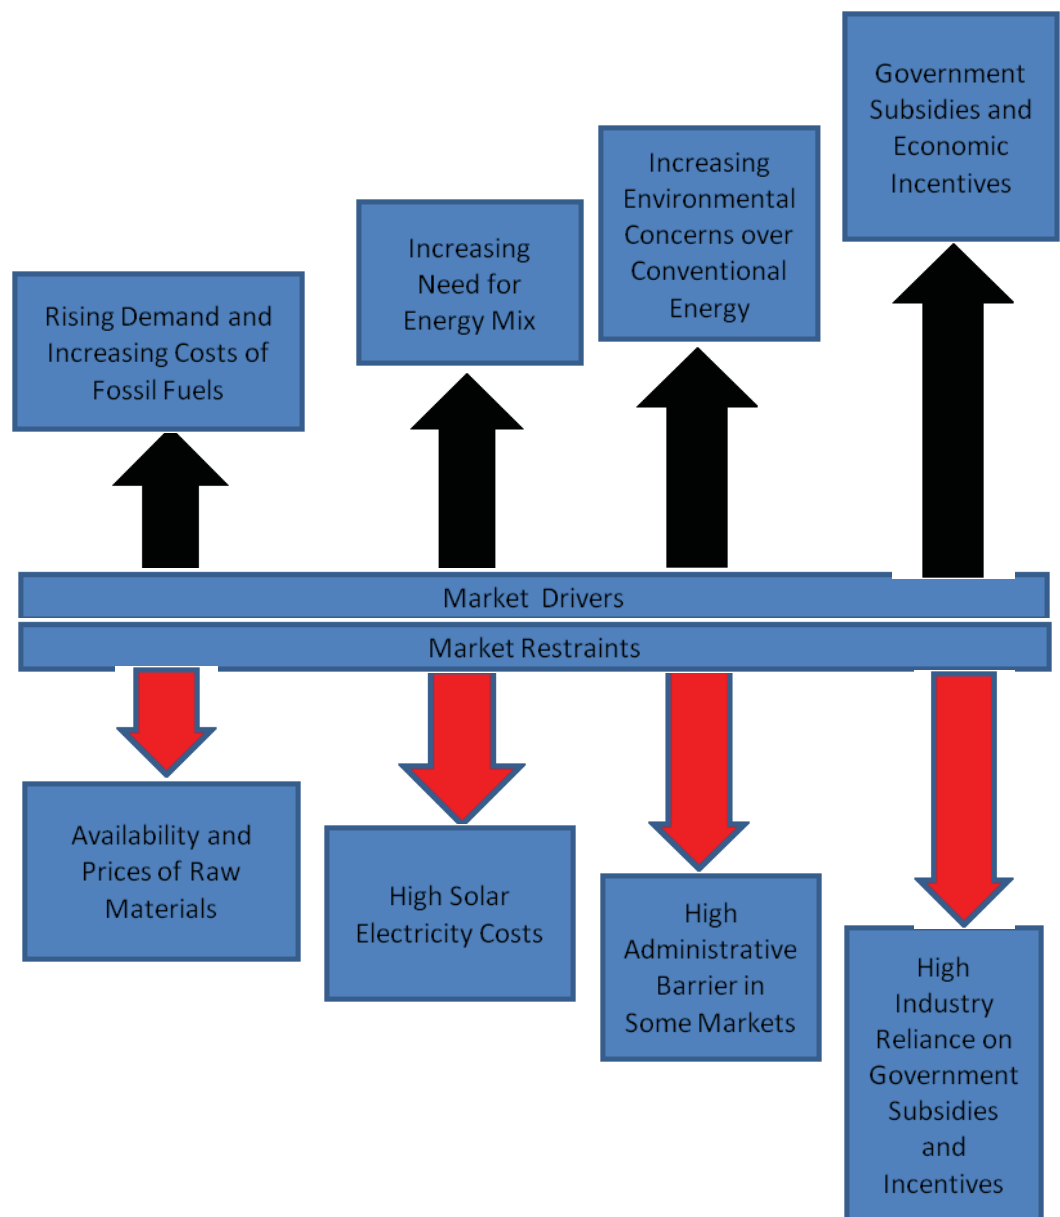 Rising Demand and
Increasing Costs of
Fossil Fuels
Increasing
Need for
Energy Mix
Increasing
Environmental
Concerns over
Conventional
Energy
Government
Subsidies and
Economic
Incentives
Market Drivers
Market Restraints
Availability and
Prices of Raw
Materials
High Solar
Electricity Costs
High
Administrative
Barrier in
Some Markets
High
Industry
Reliance on
Government
Subsidies
and
Incentives